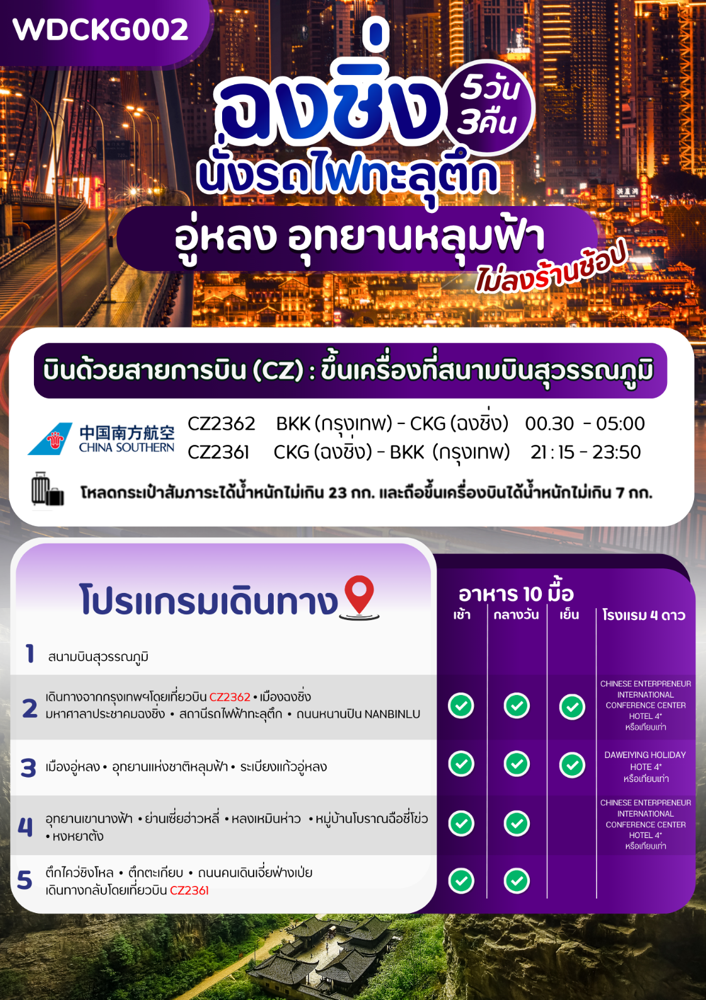 WDCKG002
ฉงชิ่ง
5วัน
3คืน
นั่งรถไฟทะลุตึก
อู่หลง อุทยานหลุมฟ้า
ไม่ลงร้านช้อป
บินด้วยสายการบิน (CZ) : ขึ้นเครื่องที่สนามบินสุวรรณภูมิ
中国南方航空
CHINA SOUTHERN
CZ2362 BKK (กรุงเทพ) - CKG (ฉงชิ่ง) 00.30 - 05:00
CZ2361 CKG (ฉงชิ่ง) - BKK (กรุงเทพ) 21 : 15 - 23:50
โหลดกระเป๋าสัมภาระได้น้ำหนักไม่เกิน 23 กก. และถือขึ้นเครื่องบินได้น้ำหนักไม่เกิน 7 กก.
โปรแกรมเดินทาง
อาหาร 10 มื้อ
เช้า กลางวัน เย็น โรงแรม 4 ดาว
1 สนามบินสุวรรณภูมิ
2 เดินทางจากกรุงเทพฯโดยเที่ยวบิน CZ2362 • เมืองฉงชิ่ง
มหาศาลาประชาคมฉงชิ่ง • สถานีรถไฟฟ้าทะลุตึก • ถนนหนานปิน NANBINLU
CHINESE ENTERPRENEUR
INTERNATIONAL
CONFERENCE CENTER
HOTEL 4*
หรือเทียบเท่า
3 เมืองอู่หลง • อุทยานแห่งชาติหลุมฟ้า • ระเบียงแก้วอู่หลง
DAWEIYING HOLIDAY
HOTE 4*
หรือเทียบเท่า
4 อุทยานเขานางฟ้า • ย่านเซี่ยฮ่าวหลี่ • หลงเหมินห่าว • หมู่บ้านโบราณฉือชี่โข่ว
• หงหยาต้ง
CHINESE ENTERPRENEUR
INTERNATIONAL
CONFERENCE CENTER
HOTEL 4*
หรือเทียบเท่า
5 ตึกไคว่ชิงโหล • ตึกตะเกียบ • ถนนคนเดินเจี่ยฟ่างเป่ย
เดินทางกลับโดยเที่ยวบิน CZ2361